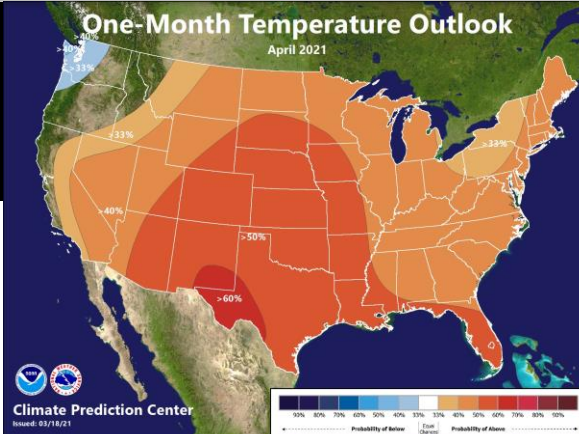 One-Month Temperature Outlook
April 2021
>40%
>40%
>33%
>33%
>33%
>40%
>50%
>60%
NOAA
Climate Prediction Center
Issued: 03/18/21
90% 80% 70% 60% 50% 40% 33% 33% 40% 50% 60% 70% 80% 90%
Probability of Below
Equal
Chances
Probability of Above